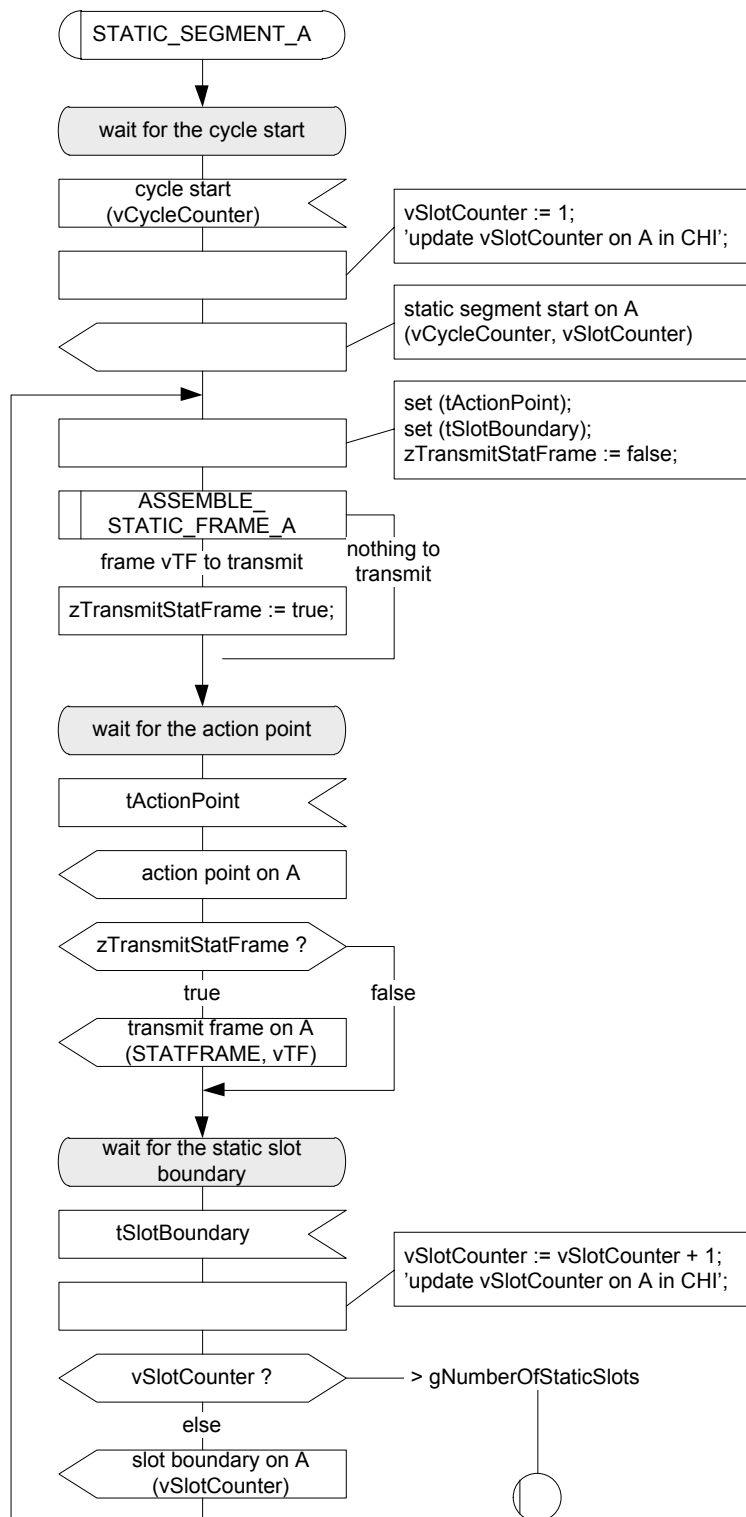 STATIC_SEGMENT_A
wait for the cycle start
cycle start
(vCycleCounter)
vSlotCounter := 1;
’update vSlotCounter on A in CHI’;
static segment start on A
(vCycleCounter, vSlotCounter)
set (tActionPoint);
set (tSlotBoundary);
zTransmitStatFrame := false;
ASSEMBLE_
STATIC_FRAME_A
frame vTF to transmit
nothing to
transmit
zTransmitStatFrame := true;
wait for the action point
tActionPoint
action point on A
zTransmitStatFrame ?
true
false
transmit frame on A
(STATFRAME, vTF)
wait for the static slot
boundary
tSlotBoundary
vSlotCounter := vSlotCounter + 1;
’update vSlotCounter on A in CHI’;
vSlotCounter ?
> gNumberOfStaticSlots
else
slot boundary on A
(vSlotCounter)